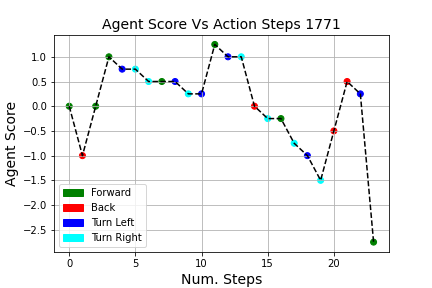 Agent Score Vs Action Steps 1771
Agent Score
1.0
0.5
0.0
−0.5
−1.0
−1.5
−2.0
−2.5
Forward
Back
Turn Left
Turn Right
0 5 10 15 20
Num. Steps